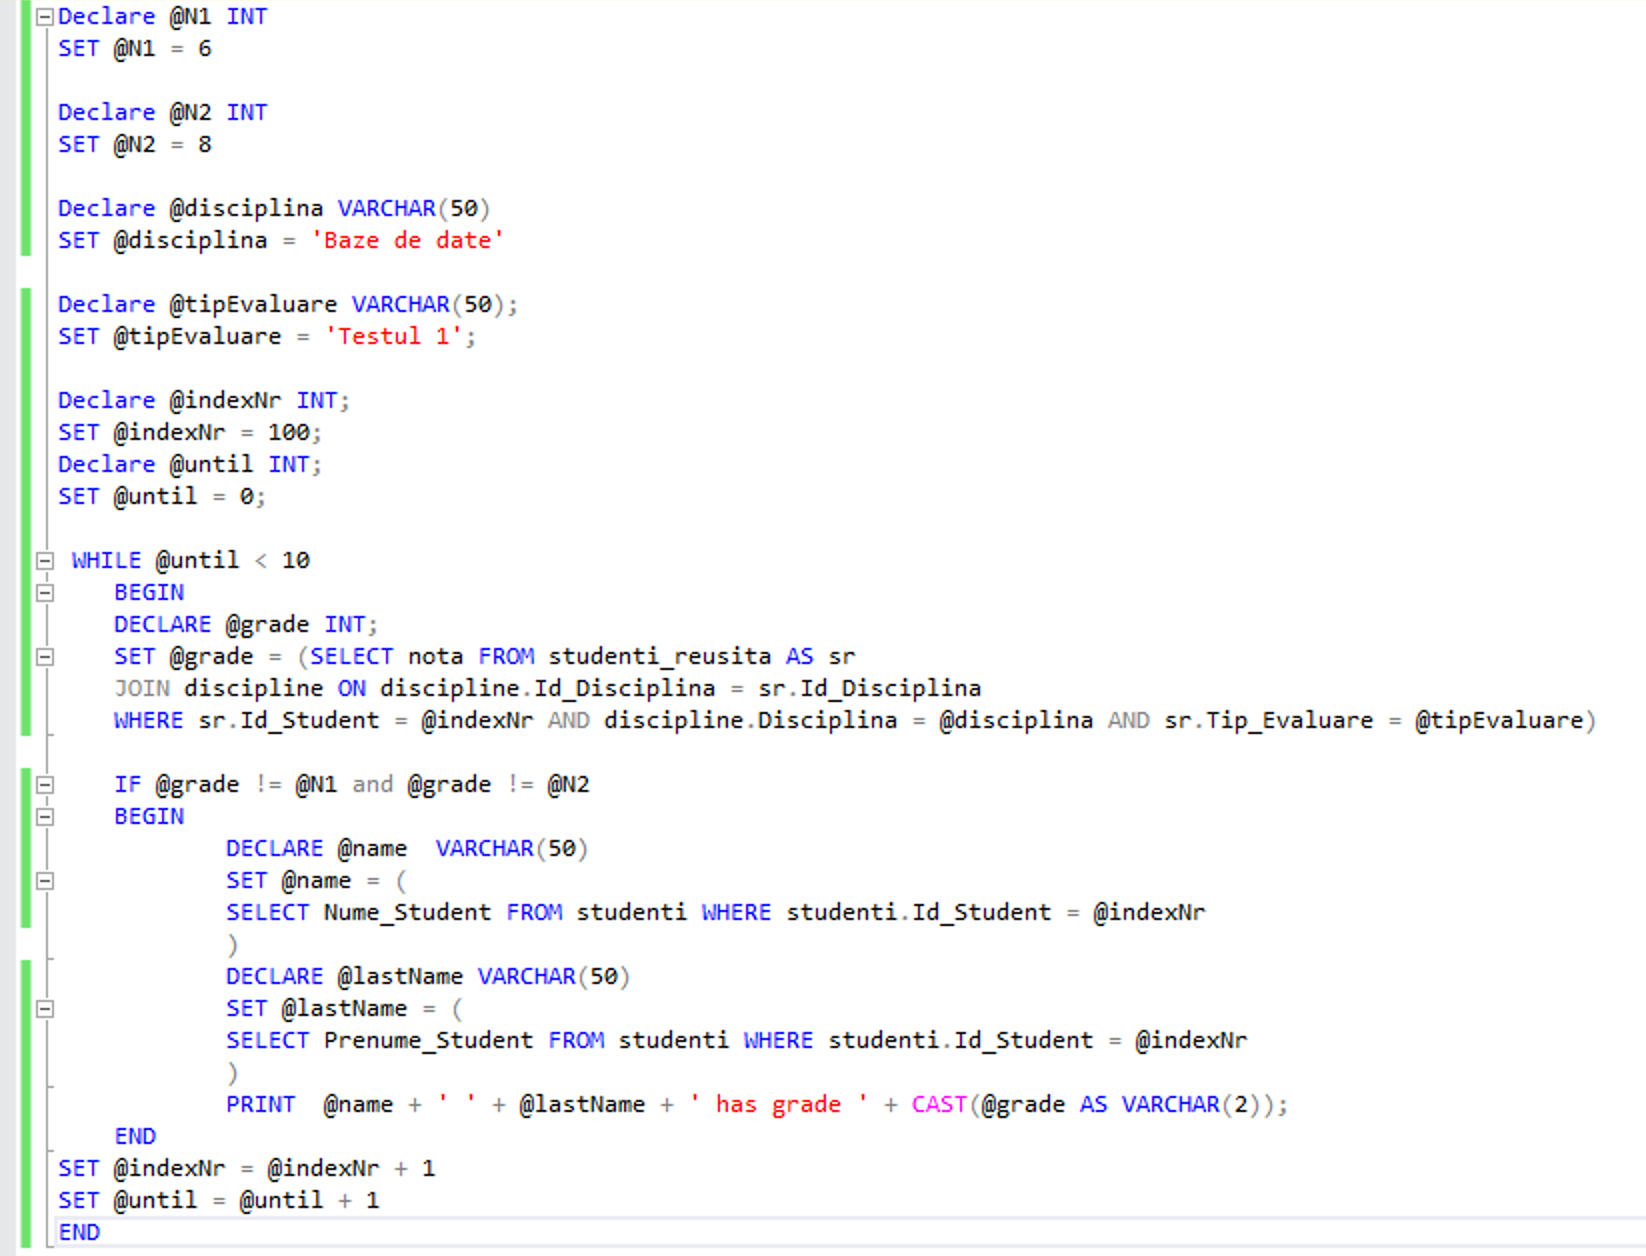 Declare @N1 INT
SET @N1 = 6
Declare @N2 INT
SET @N2 = 8
Declare @disciplina VARCHAR(50)
SET @disciplina = 'Baze de date'
Declare @tipEvaluare VARCHAR(50);
SET @tipEvaluare = 'Testul 1';
Declare @indexNr INT;
SET @indexNr = 100;
Declare @until INT;
SET @until = 0;
WHILE @until < 10
BEGIN
DECLARE @grade INT;
SET @grade = (SELECT nota FROM studenti_reusita AS sr
JOIN discipline ON discipline.Id_Disciplina = sr.Id_Disciplina
WHERE sr.Id_Student = @indexNr AND discipline.Disciplina = @disciplina AND sr.Tip_Evaluare = @tipEvaluare)
IF @grade != @N1 and @grade != @N2
BEGIN
DECLARE @name  VARCHAR(50)
SET @name = (
SELECT Nume_Student FROM studenti WHERE studenti.Id_Student = @indexNr
)
DECLARE @lastName VARCHAR(50)
SET @lastName = (
SELECT Prenume_Student FROM studenti WHERE studenti.Id_Student = @indexNr
)
PRINT  @name + ' ' + @lastName + ' has grade ' + CAST(@grade AS VARCHAR(2));
END
SET @indexNr = @indexNr + 1
SET @until = @until + 1
END